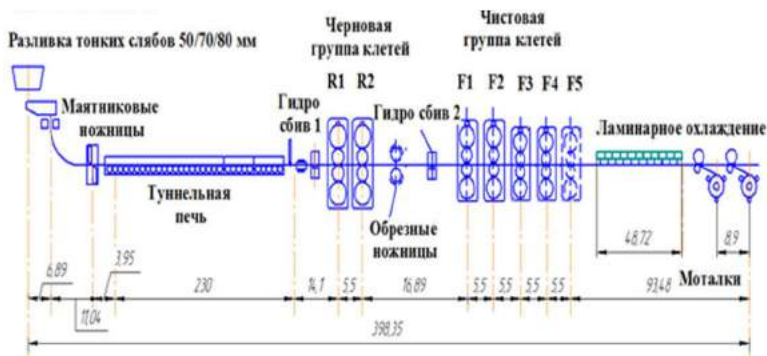 Разливка тонких слябов 50/70/80 мм
Черновая
группа клетей
Чистовая
группа клетей
R1 R2
F1 F2 F3 F4 F5
Маятниковые
ножницы
Гидро
сбив 1
Гидро
сбив 2
Ламинарное охлаждение
Туннельная
печь
Обрезные
ножницы
Моталки
48,72
8,9
6,89
3,95
11,04
230
14,1
5,5
16,89
5,5
5,5
5,5
5,5
93,48
398,35